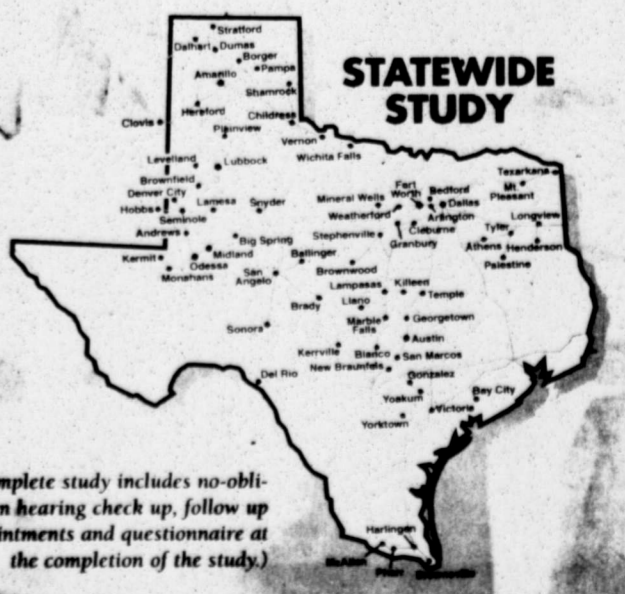 STATEWIDE
STUDY
Stratford
Dalhart Dumas
Borger
Pampa
Amarillo
Shamrock
Hereford
Childress
Clovis
Plainview
Vernon
Wichita Falls
Levelland
Lubbock
Brownfield
Denver City
Lamesa
Snyder
Hobbs
Seminole
Andrews
Big Spring
Kermit
Midland
Odessa
Monahans
San
Angelo
Ballinger
Mineral Wells
Fort
Worth
Bedford
Dallas
Weatherford
Arlington
Cleburne
Stephenville
Granbury
Texarkana
Mt
Pleasant
Longview
Tyler
Athens
Henderson
Palestine
Brownwood
Lampasas
Killeen
Temple
Brady
Llano
Marble
Falls
Georgetown
Sonora
Austin
Kerrville
Blanco
San Marcos
New Braunfels
Del Rio
Gonzalez
Bay City
Yoakum
Victoria
Yorktown
Harlingen
McAllen
Pharr
mplete study includes no-obli-
n hearing check up, follow up
intments and questionnaire at
the completion of the study.)